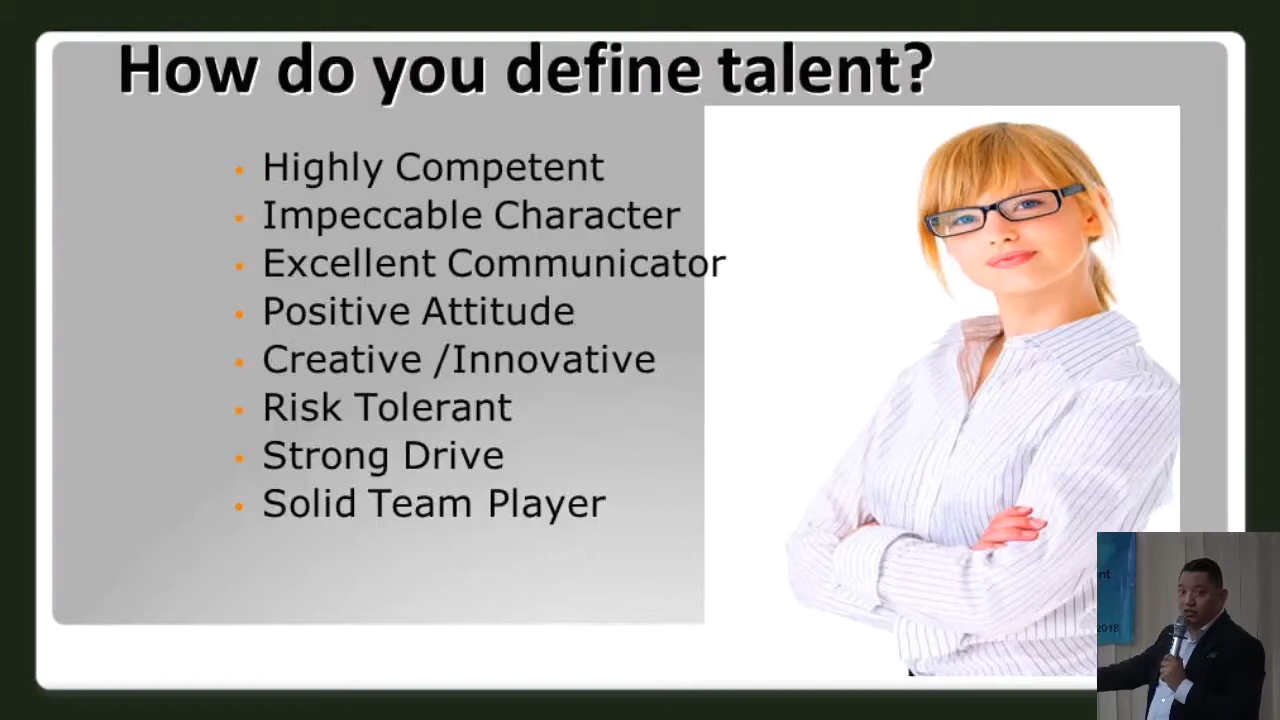 How do you define talent?
• Highly Competent
• Impeccable Character
• Excellent Communicator
• Positive Attitude
• Creative /Innovative
• Risk Tolerant
• Strong Drive
• Solid Team Player
2018